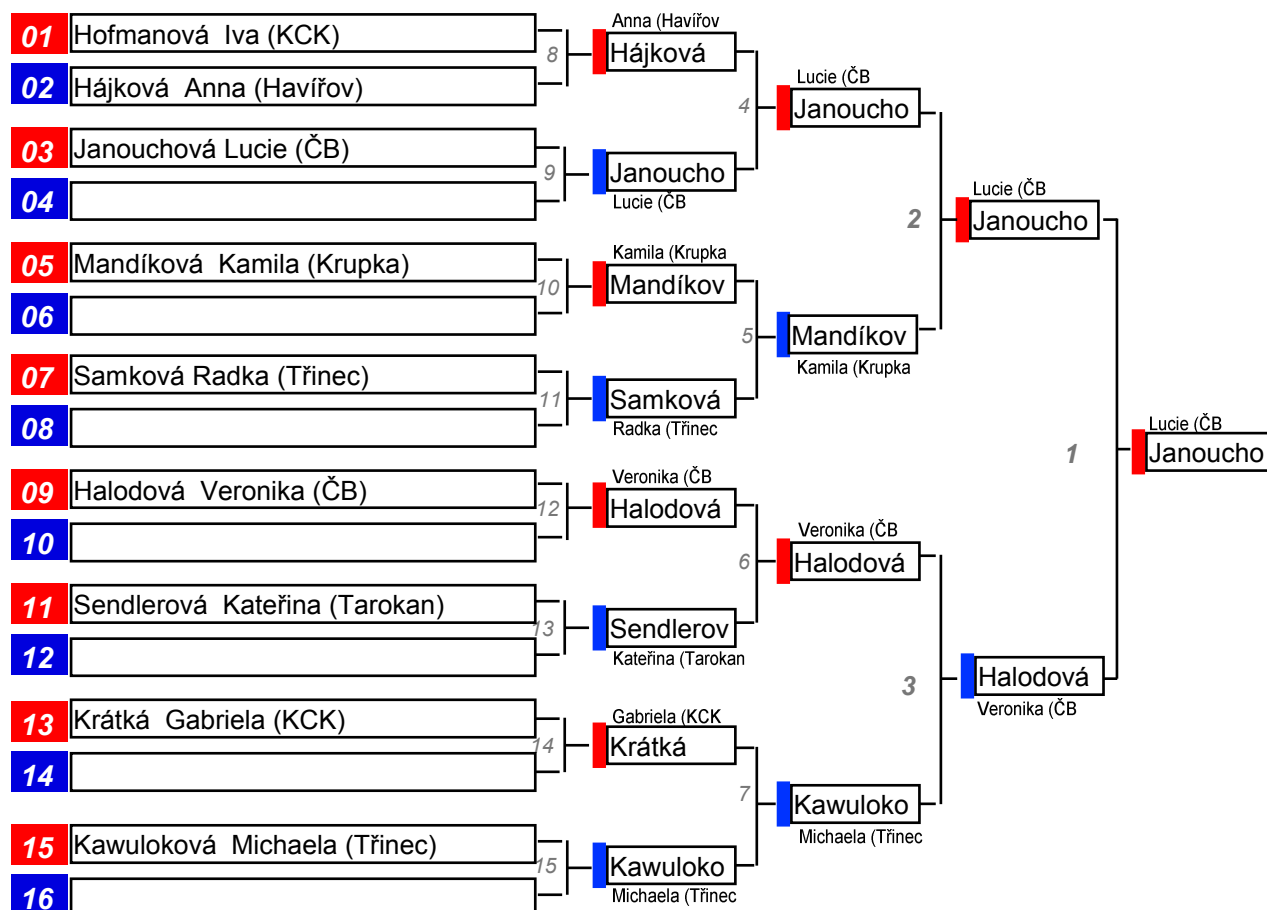 01 Hofmanová Iva (KCK)
02 Hájková Anna (Havířov)
03 Janouchová Lucie (ČB)
04
05 Mandíková Kamila (Krupka)
06
07 Samková Radka (Třinec)
08
09 Halodová Veronika (ČB)
10
11 Sendlerová Kateřina (Tarokan)
12
13 Krátká Gabriela (KCK)
14
15 Kawuloková Michaela (Třinec)
16
8
9
10
11
12
13
14
15
Anna (Havířov
Hájková
Janoucho
Lucie (ČB
Kamila (Krupka
Mandíkov
Samková
Radka (Třinec
Veronika (ČB
Halodová
Sendlerov
Kateřina (Tarokan
Gabriela (KCK
Krátká
Kawuloko
Michaela (Třinec
4
5
6
7
Lucie (ČB
Janoucho
Mandíkov
Kamila (Krupka
Veronika (ČB
Halodová
Kawuloko
Michaela (Třinec
2
3
Lucie (ČB
Janoucho
Halodová
Veronika (ČB
1
Lucie (ČB
Janoucho